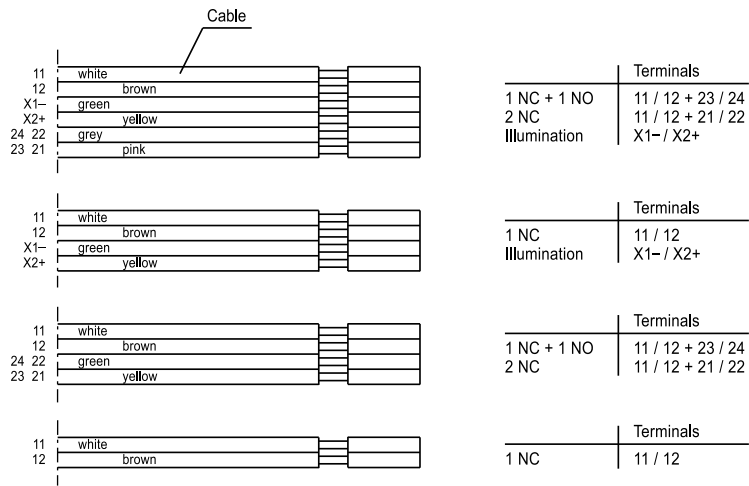 Cable
11 white
12 brown
X1– green
X2+ yellow
24 22 grey
23 21 pink
Terminals
1 NC + 1 NO 11 / 12 + 23 / 24
2 NC 11 / 12 + 21 / 22
Illumination X1– / X2+
11 white
12 brown
X1– green
X2+ yellow
Terminals
1 NC 11 / 12
Illumination X1– / X2+
11 white
12 brown
24 22 green
23 21 yellow
Terminals
1 NC + 1 NO 11 / 12 + 23 / 24
2 NC 11 / 12 + 21 / 22
11 white
12 brown
Terminals
1 NC 11 / 12